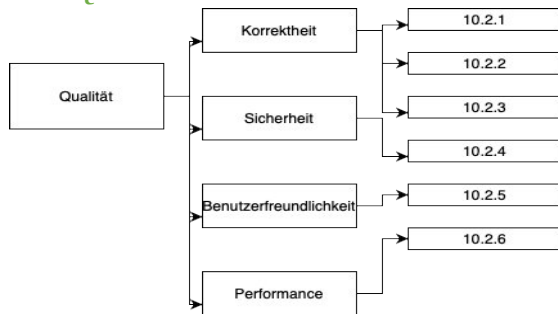 Qualität
Korrektheit
Sicherheit
Benutzerfreundlichkeit
Performance
10.2.1
10.2.2
10.2.3
10.2.4
10.2.5
10.2.6